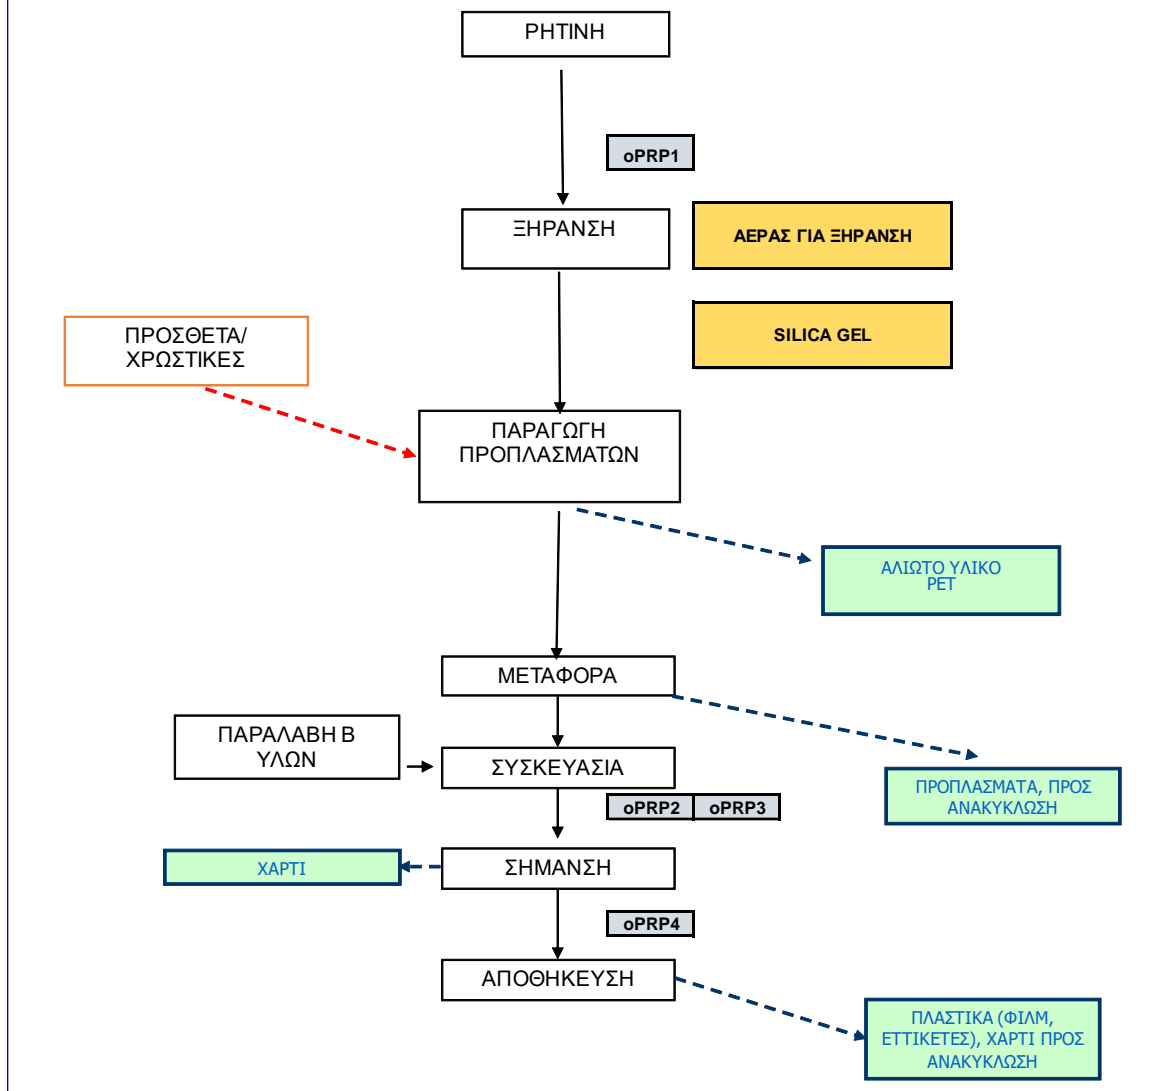 ΡΗΤΙΝΗ
oPRP1
ΞΗΡΑΝΣΗ
ΑΕΡΑΣ ΓΙΑ ΞΗΡΑΝΣΗ
SILICA GEL
ΠΡΟΣΘΕΤΑ/
ΧΡΩΣΤΙΚΕΣ
ΠΑΡΑΓΩΓΗ
ΠΡΟΠΛΑΣΜΑΤΩΝ
ΑΛΙΩΤΟ ΥΛΙΚΟ
PET
ΜΕΤΑΦΟΡΑ
ΠΑΡΑΛΑΒΗ Β
ΥΛΩΝ
ΣΥΣΚΕΥΑΣΙΑ
ΠΡΟΠΛΑΣΜΑΤΑ, ΠΡΟΣ
ΑΝΑΚΥΚΛΩΣΗ
oPRP2 oPRP3
ΧΑΡΤΙ
ΣΗΜΑΝΣΗ
oPRP4
ΑΠΟΘΗΚΕΥΣΗ
ΠΛΑΣΤΙΚΑ (ΦΙΛΜ,
ΕΤΤΙΚΕΤΕΣ), ΧΑΡΤΙ ΠΡΟΣ
ΑΝΑΚΥΚΛΩΣΗ